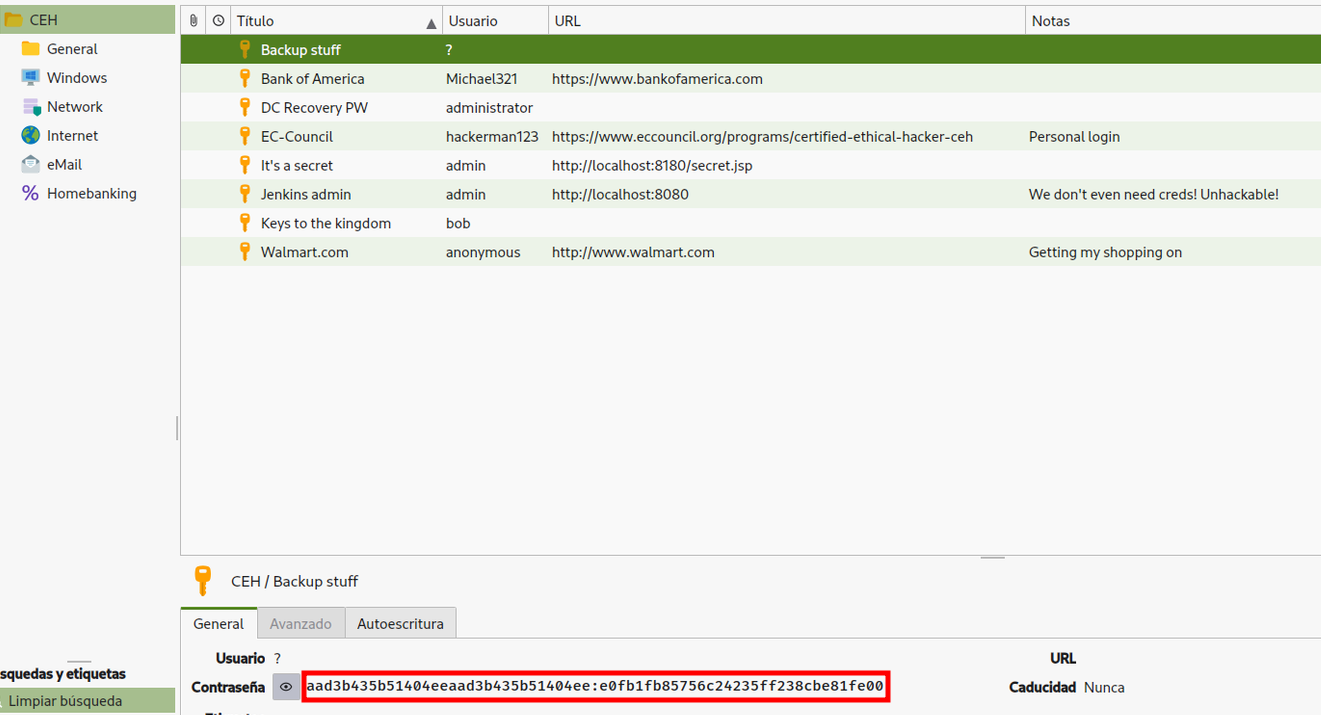 CEH
General
Windows
Network
Internet
eMail
Homebanking
squedas y etiquetas
Limpiar búsqueda
Título Usuario URL Notas
Backup stuff ?
Bank of America Michael321 https://www.bankofamerica.com
DC Recovery PW administrator
EC-Council hackerman123 https://www.eccouncil.org/programs/certified-ethical-hacker-ceh Personal login
It's a secret admin http://localhost:8180/secret.jsp
Jenkins admin admin http://localhost:8080 We don't even need creds! Unhackable!
Keys to the kingdom bob
Walmart.com anonymous http://www.walmart.com Getting my shopping on
CEH / Backup stuff
General Avanzado Autoescritura
Usuario ? URL
Contraseña aad3b435b51404eeaad3b435b51404ee:e0fb1fb85756c24235ff238cbe81fe00 Caducidad Nunca